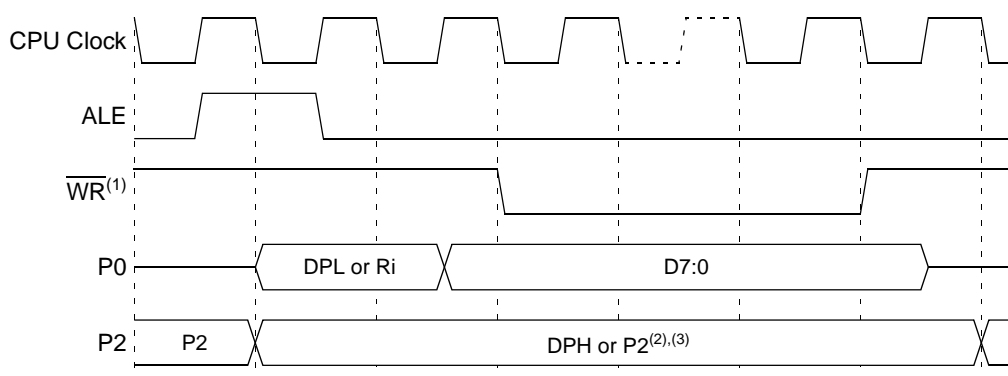 CPU Clock
ALE
WR(1)
P0 DPL or Ri D7:0
P2 P2 DPH or P2(2),(3)